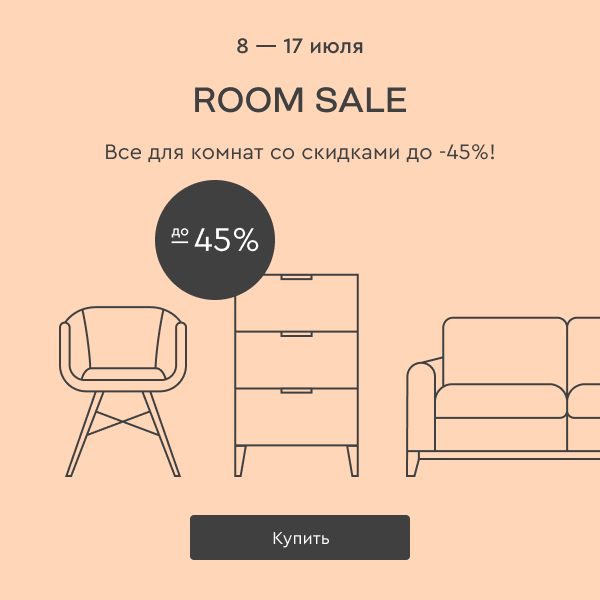 8 — 17 июля
ROOM SALE
Все для комнат со скидками до -45%!
до
– 45%
Купить